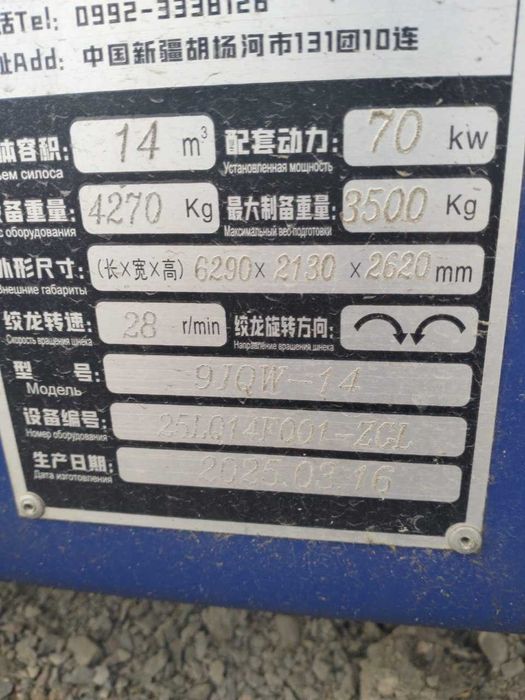 话Tel: 0992-3338126
址Add: 中国新疆胡场河市131团10连
体容积: 14 m³ 配套动力: 70 kw
ъем силоса Установленная мощность
设备重量: 4270 Kg 最大制备重量: 3500 Kg
с оборудования Максимальный вес подготовки
外形尺寸: (长×宽×高) 6290 × 2130 × 2620 mm
Внешние габариты
绞龙转速: 28 r/min 绞龙旋转方向:
Скорость вращения шнека Направление вращения шнека
型 号: 9JQW-14
Модель
设备编号: 25LQ14F001-ZCL
Номер оборудования
生产日期: 2025.03.16
Дата изготовления